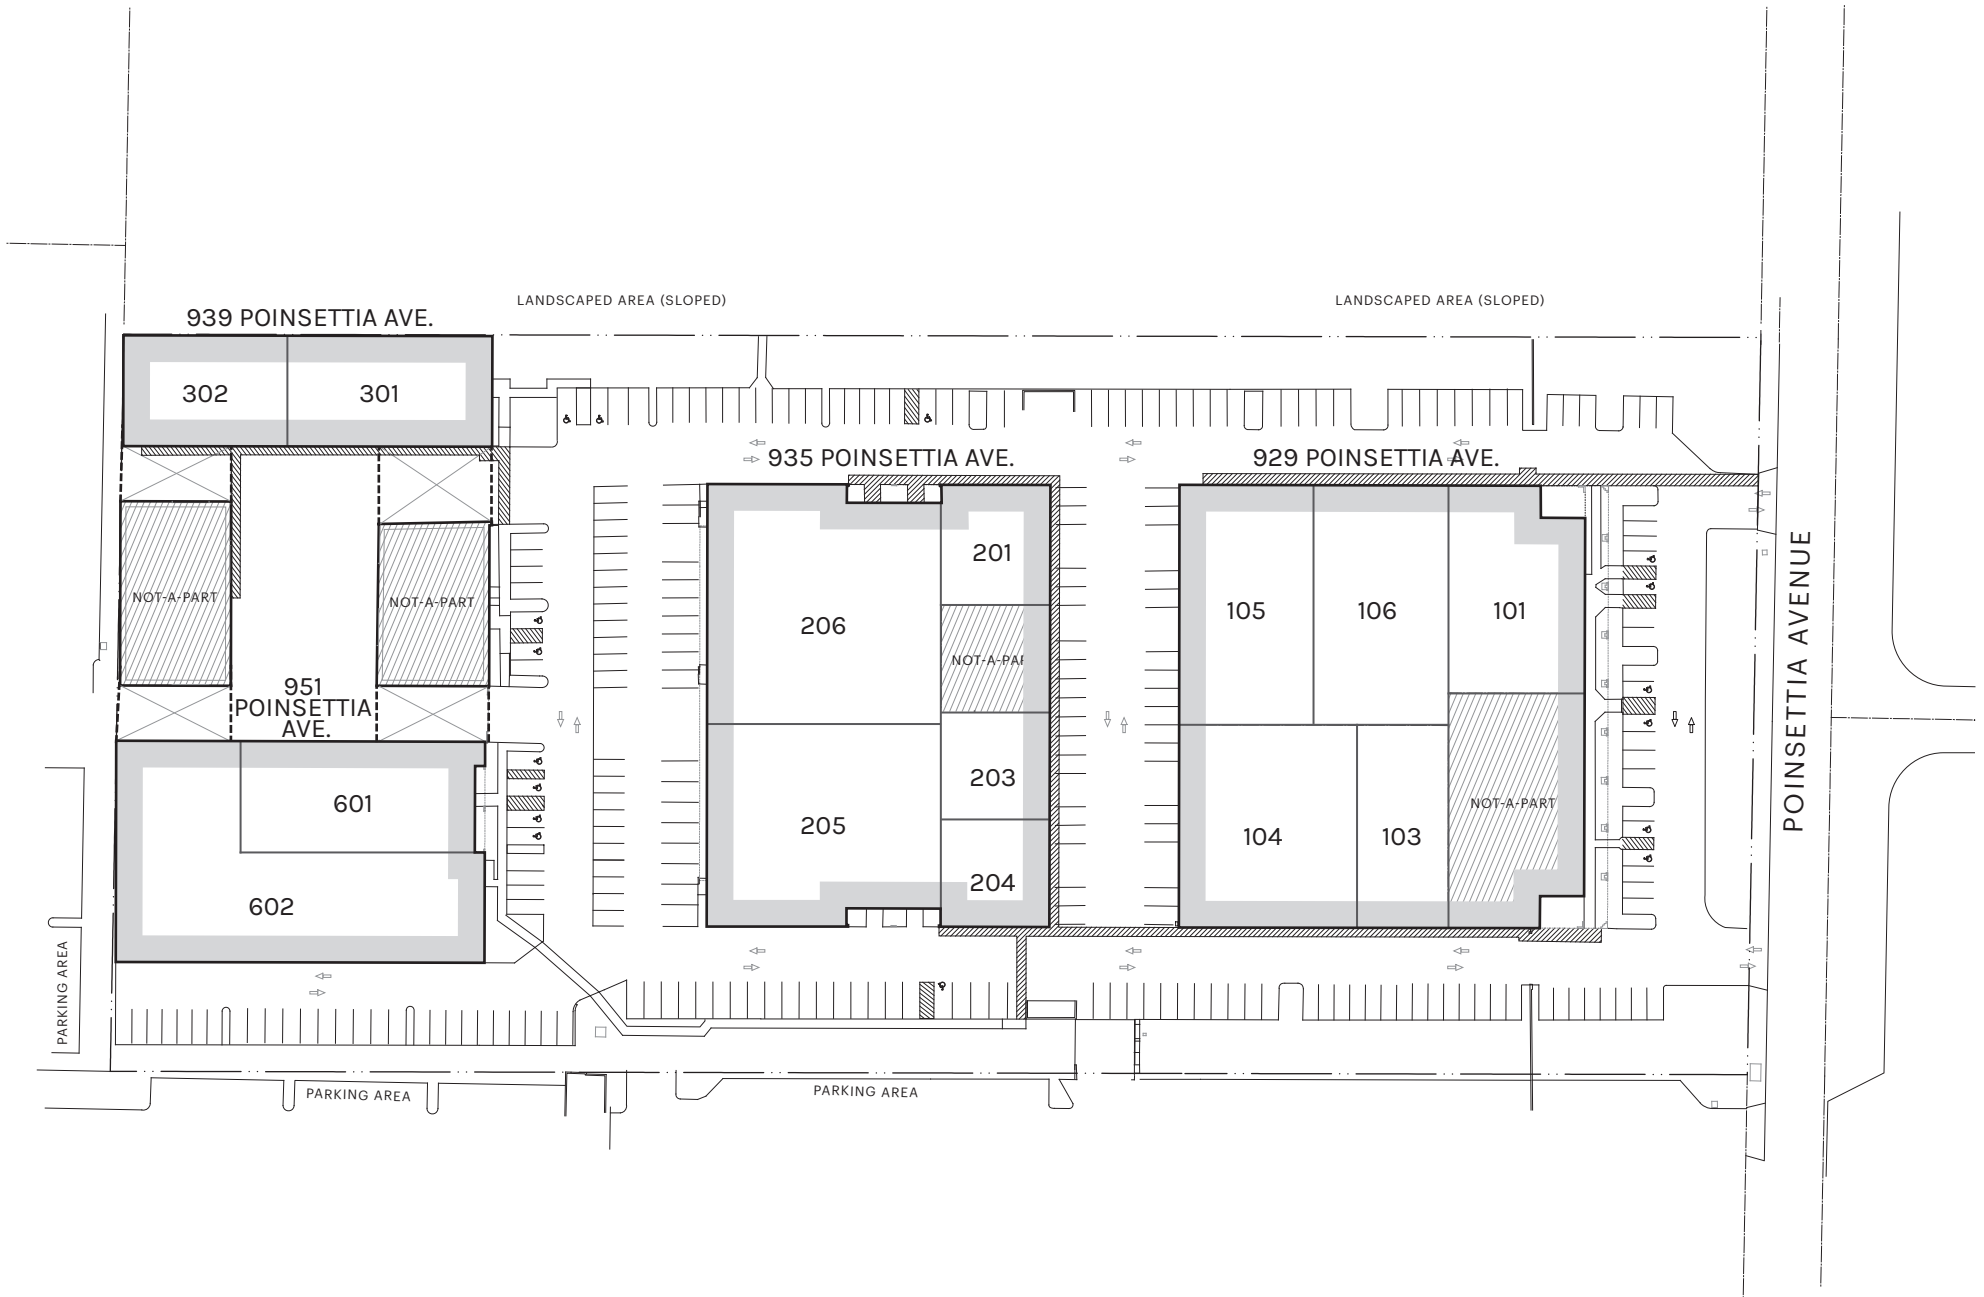 LANDSCAPED AREA (SLOPED)
LANDSCAPED AREA (SLOPED)
939 POINSETTIA AVE.
302
301
935 POINSETTIA AVE.
929 POINSETTIA AVE.
NOT-A-PART
NOT-A-PART
951
POINSETTIA
AVE.
601
602
206
201
NOT-A-PAR
205
203
204
105
106
101
104
103
NOT-A-PART
POINSETTIA AVENUE
PARKING AREA
PARKING AREA
PARKING AREA